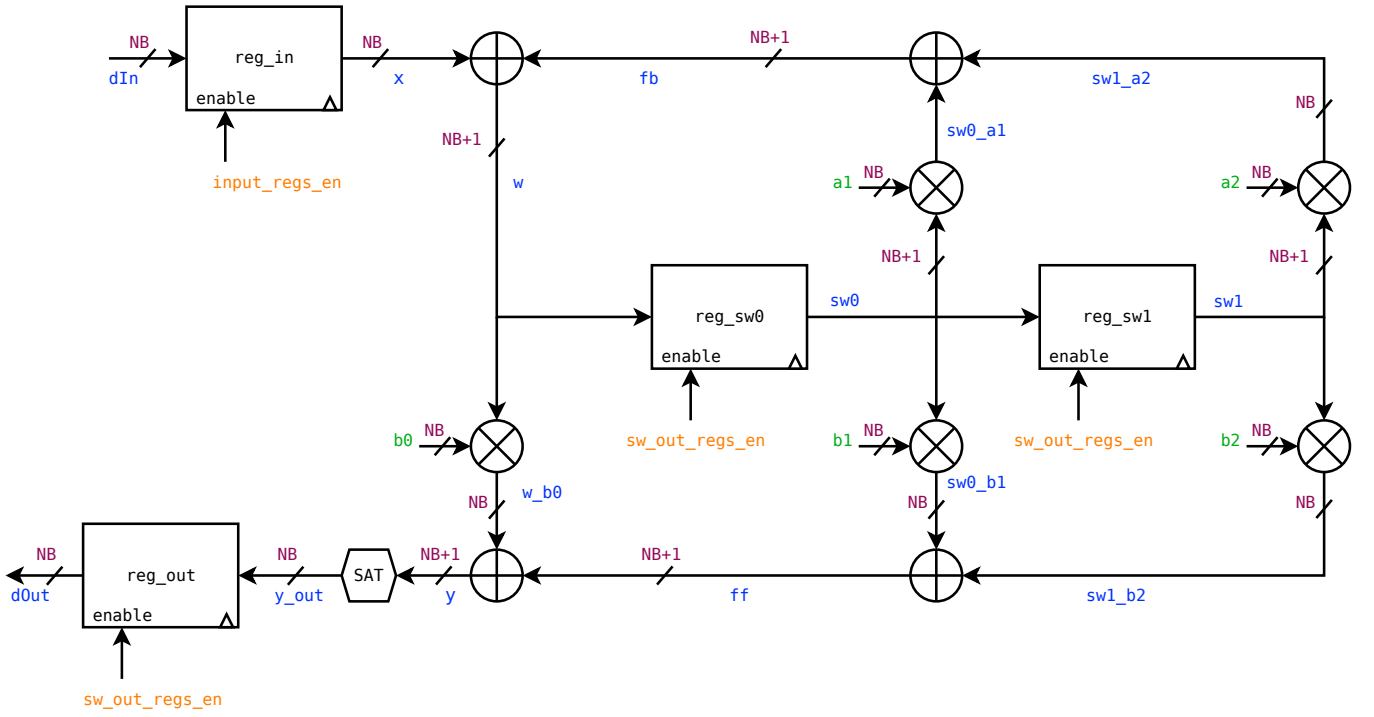 NB
reg_in
NB
NB+1
dIn
x
fb
sw1_a2
enable
NB
sw0_a1
NB+1
input_regs_en
w
a1
NB
a2
NB
NB+1
NB+1
sw0
sw1
reg_sw0
reg_sw1
enable
enable
b0
NB
sw_out_regs_en
b1
NB
sw_out_regs_en
b2
NB
w_b0
sw0_b1
NB
NB
NB
NB
NB
NB+1
NB+1
reg_out
SAT
dOut
y_out
y
ff
sw1_b2
enable
sw_out_regs_en